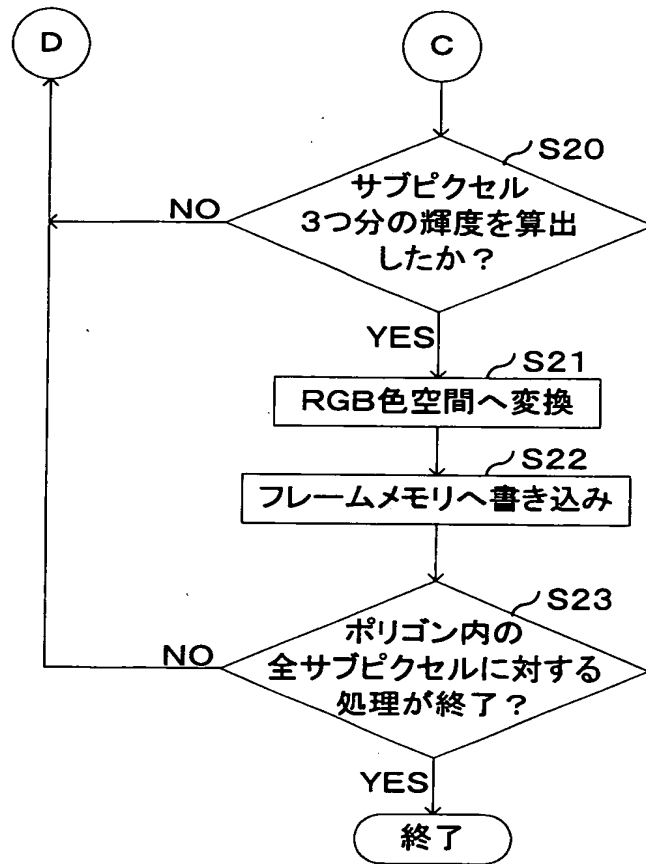 D
C
S20
サブピクセル
3つ分の輝度を算出
したか?
NO
YES
S21
RGB色空間へ変換
S22
フレームメモリへ書き込み
S23
ポリゴン内の
全サブピクセルに対する
処理が終了?
NO
YES
終了